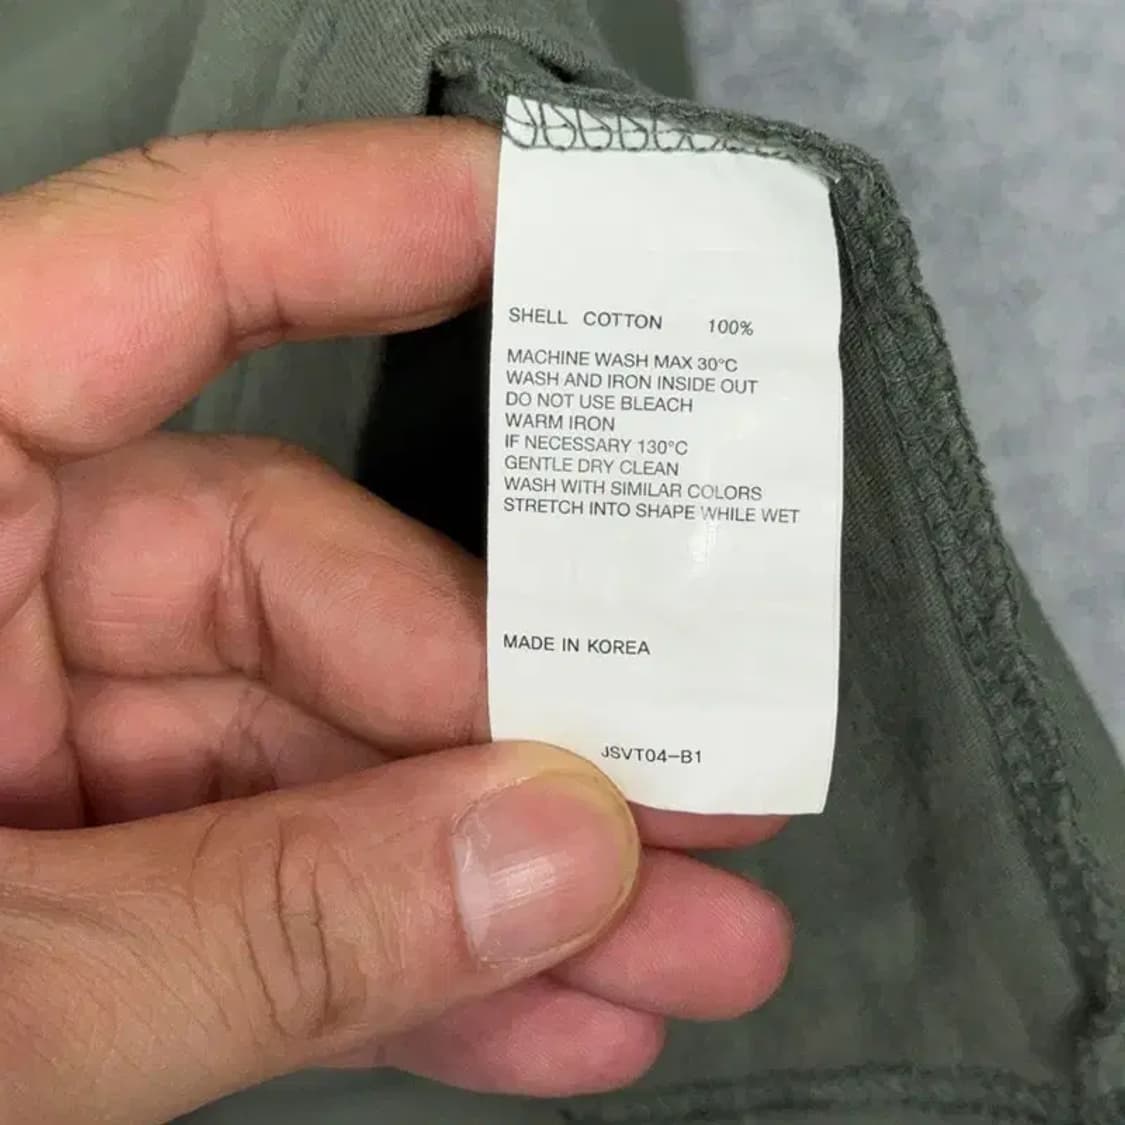 SHELL COTTON 100%
MACHINE WASH MAX 30°C
WASH AND IRON INSIDE OUT
DO NOT USE BLEACH
WARM IRON
IF NECESSARY 130°C
GENTLE DRY CLEAN
WASH WITH SIMILAR COLORS
STRETCH INTO SHAPE WHILE WET
MADE IN KOREA
JSVT04-B1